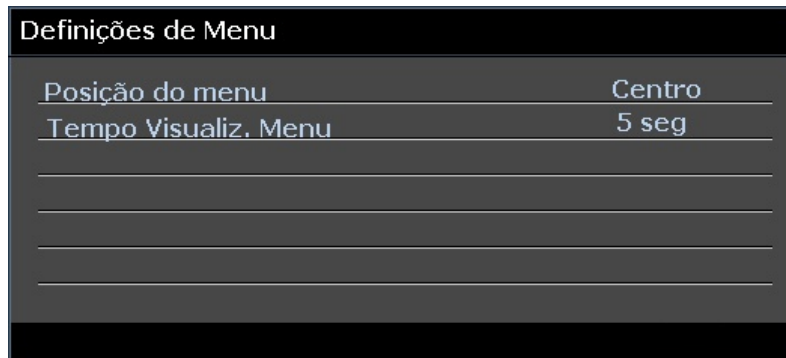 Definições de Menu
Posição do menu Centro
Tempo Visualiz. Menu 5 seg